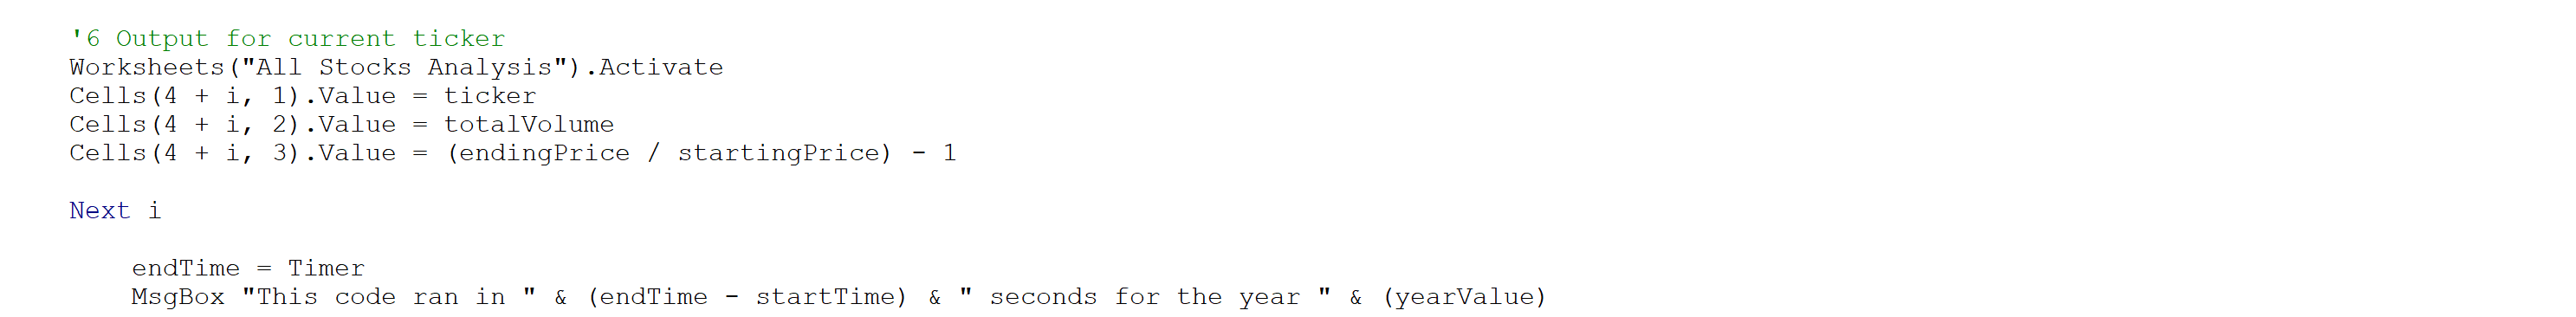 '6 Output for current ticker
Worksheets("All Stocks Analysis").Activate
Cells(4 + i, 1).Value = ticker
Cells(4 + i, 2).Value = totalVolume
Cells(4 + i, 3).Value = (endingPrice / startingPrice) - 1
Next i
endTime = Timer
MsgBox "This code ran in " & (endTime - startTime) & " seconds for the year " & (yearValue)